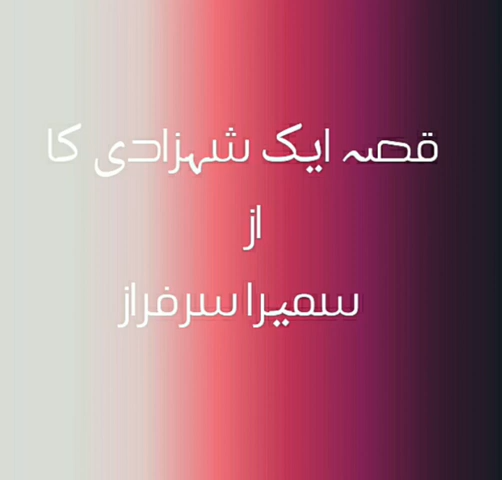 قصہ ایک شہزادی کا
از
سمیرا سرفراز